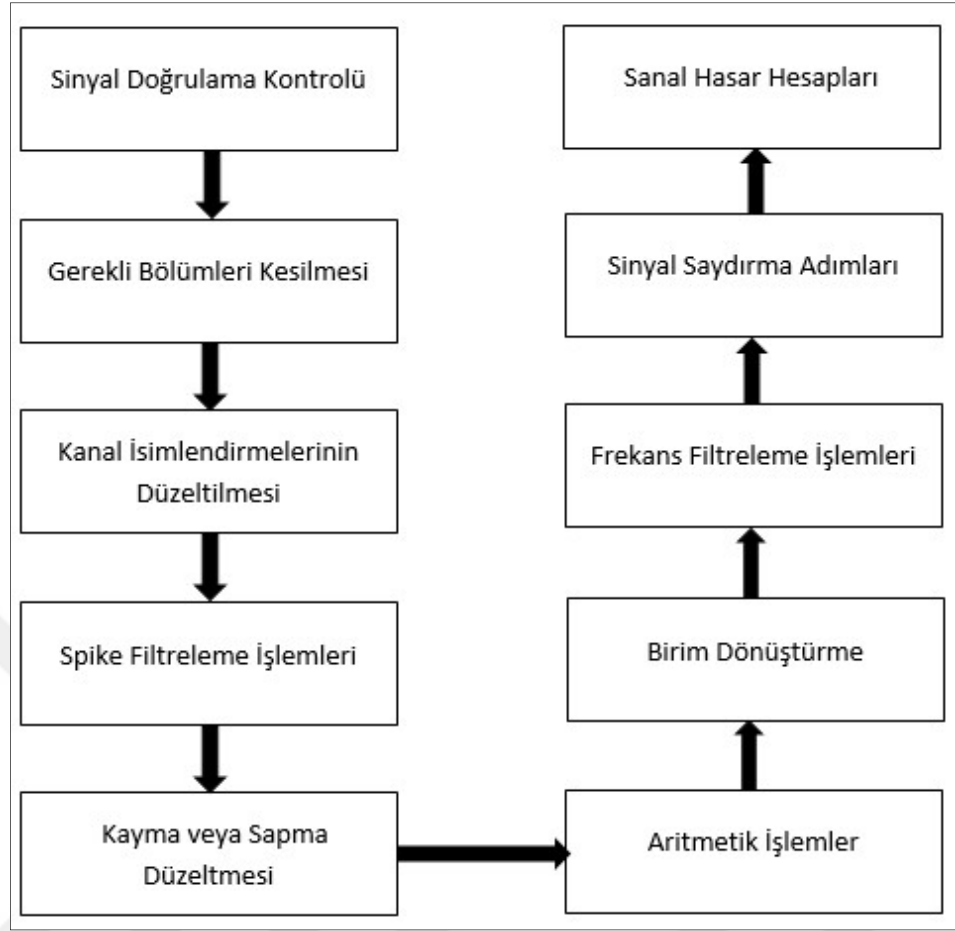 Sinyal Doğrulama Kontrolü
Gerekli Bölümleri Kesilmesi
Kanal İsimlendirmelerinin
Düzeltilmesi
Spike Filtreleme İşlemleri
Kayma veya Sapma
Düzeltmesi
Aritmetik İşlemler
Birim Dönüştürme
Frekans Filtreleme İşlemleri
Sinyal Saydırma Adımları
Sanal Hasar Hesapları